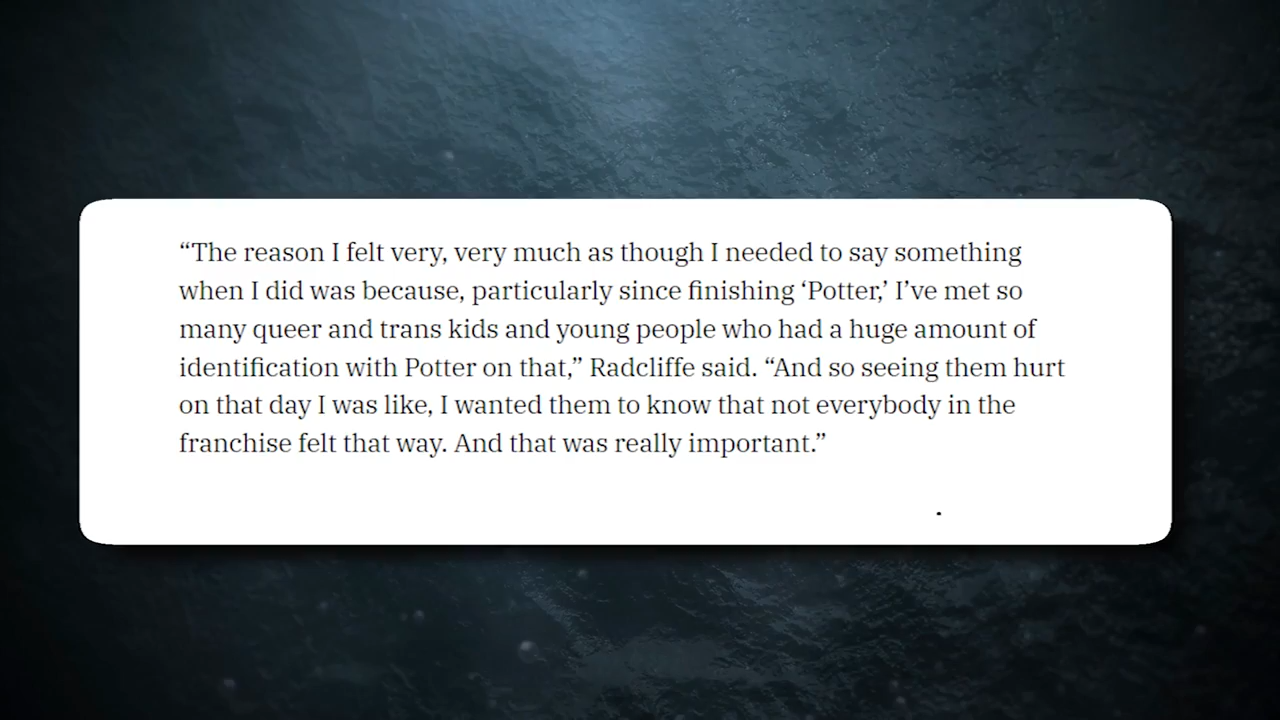 “The reason I felt very, very much as though I needed to say something
when I did was because, particularly since finishing ‘Potter,’ I’ve met so
many queer and trans kids and young people who had a huge amount of
identification with Potter on that,” Radcliffe said. “And so seeing them hurt
on that day I was like, I wanted them to know that not everybody in the
franchise felt that way. And that was really important.”